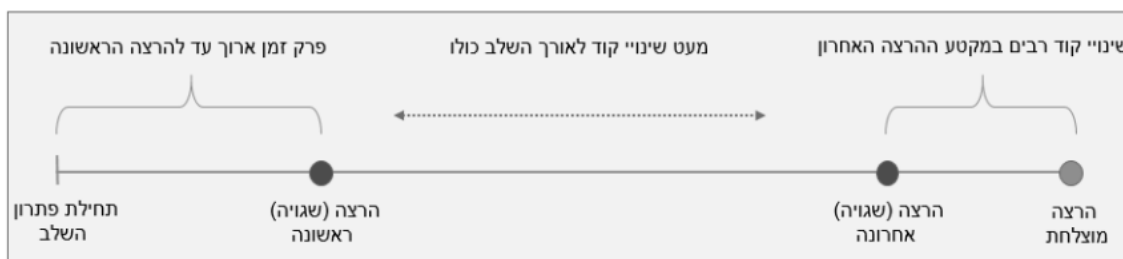 פרק זמן ארוך עד להרצה הראשונה
מעט שינויי קוד לאורך השלב כולו
שינויי קוד רבים במקטע ההרצה האחרון
תחילת פתרון
השלב
הרצה (שגויה)
ראשונה
הרצה (שגויה)
אחרונה
הרצה
מוצלחת